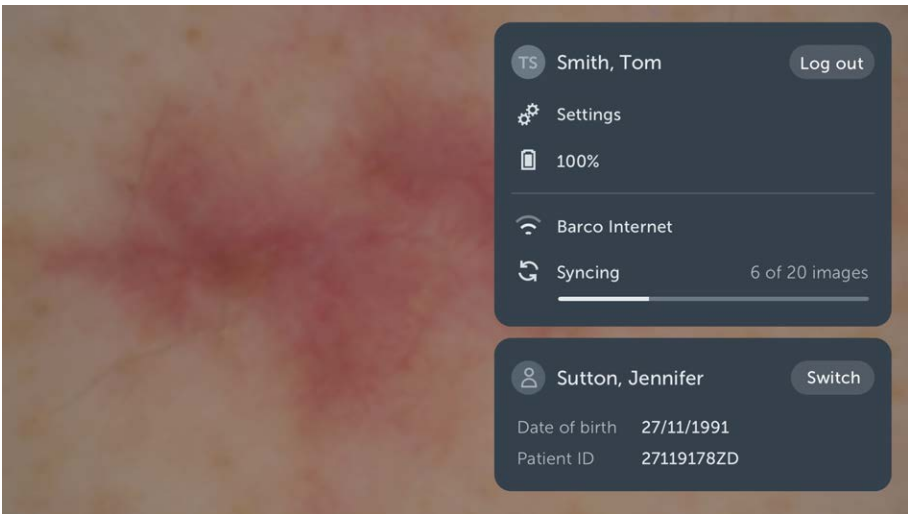 TS Smith, Tom Log out
Settings
100%
Barco Internet
Syncing 6 of 20 images
Sutton, Jennifer Switch
Date of birth 27/11/1991
Patient ID 27119178ZD